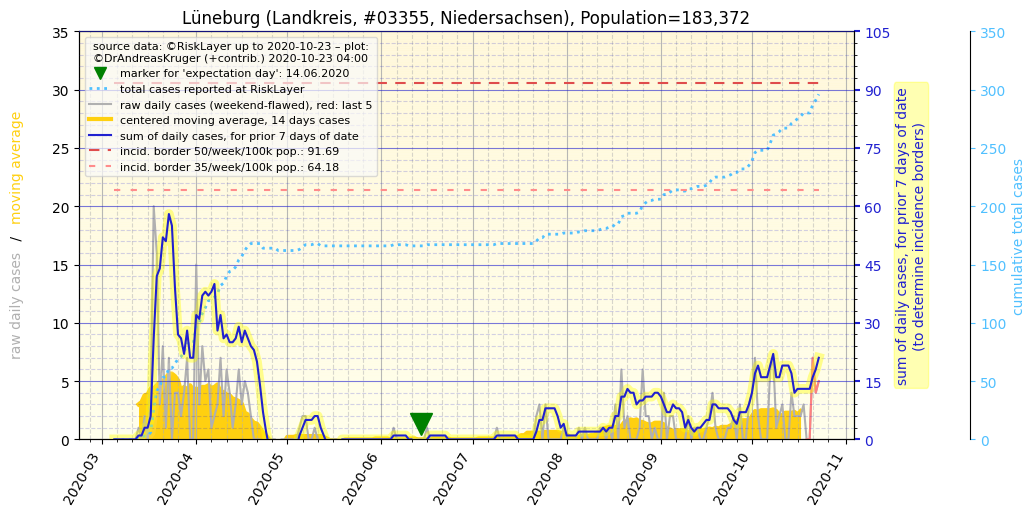 Lüneburg (Landkreis, #03355, Niedersachsen), Population=183,372
source data: ©RiskLayer up to 2020-10-23 – plot:
©DrAndreasKruger (+contrib.) 2020-10-23 04:00
marker for 'expectation day': 14.06.2020
total cases reported at RiskLayer
raw daily cases (weekend-flawed), red: last 5
centered moving average, 14 days cases
sum of daily cases, for prior 7 days of date
incid. border 50/week/100k pop.: 91.69
incid. border 35/week/100k pop.: 64.18
raw daily cases / moving average
35
30
25
20
15
10
5
0
2020-03
2020-04
2020-05
2020-06
2020-07
2020-08
2020-09
2020-10
2020-11
105
90
75
60
45
30
15
0
sum of daily cases, for prior 7 days of date
(to determine incidence borders)
350
300
250
200
150
100
50
0
cumulative total cases